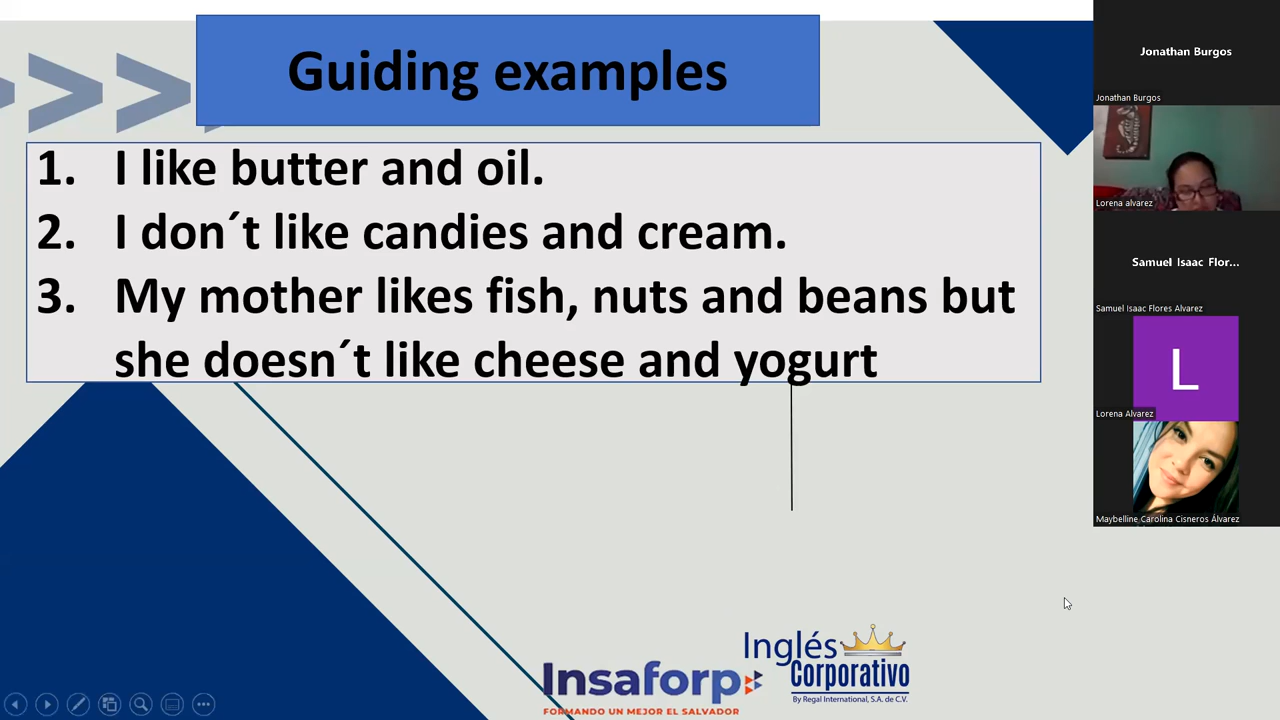 Guiding examples
1. I like butter and oil.
2. I don´t like candies and cream.
3. My mother likes fish, nuts and beans but
she doesn´t like cheese and yogurt
Jonathan Burgos
Jonathan Burgos
Lorena alvarez
Samuel Isaac Flor...
Samuel Isaac Flores Alvarez
L
Lorena Alvarez
Maybelline Carolina Cisneros Álvarez
Insaforp
FORMANDO UN MEJOR EL SALVADOR
Inglés
Corporativo
By Regal International, S.A. de C.V.